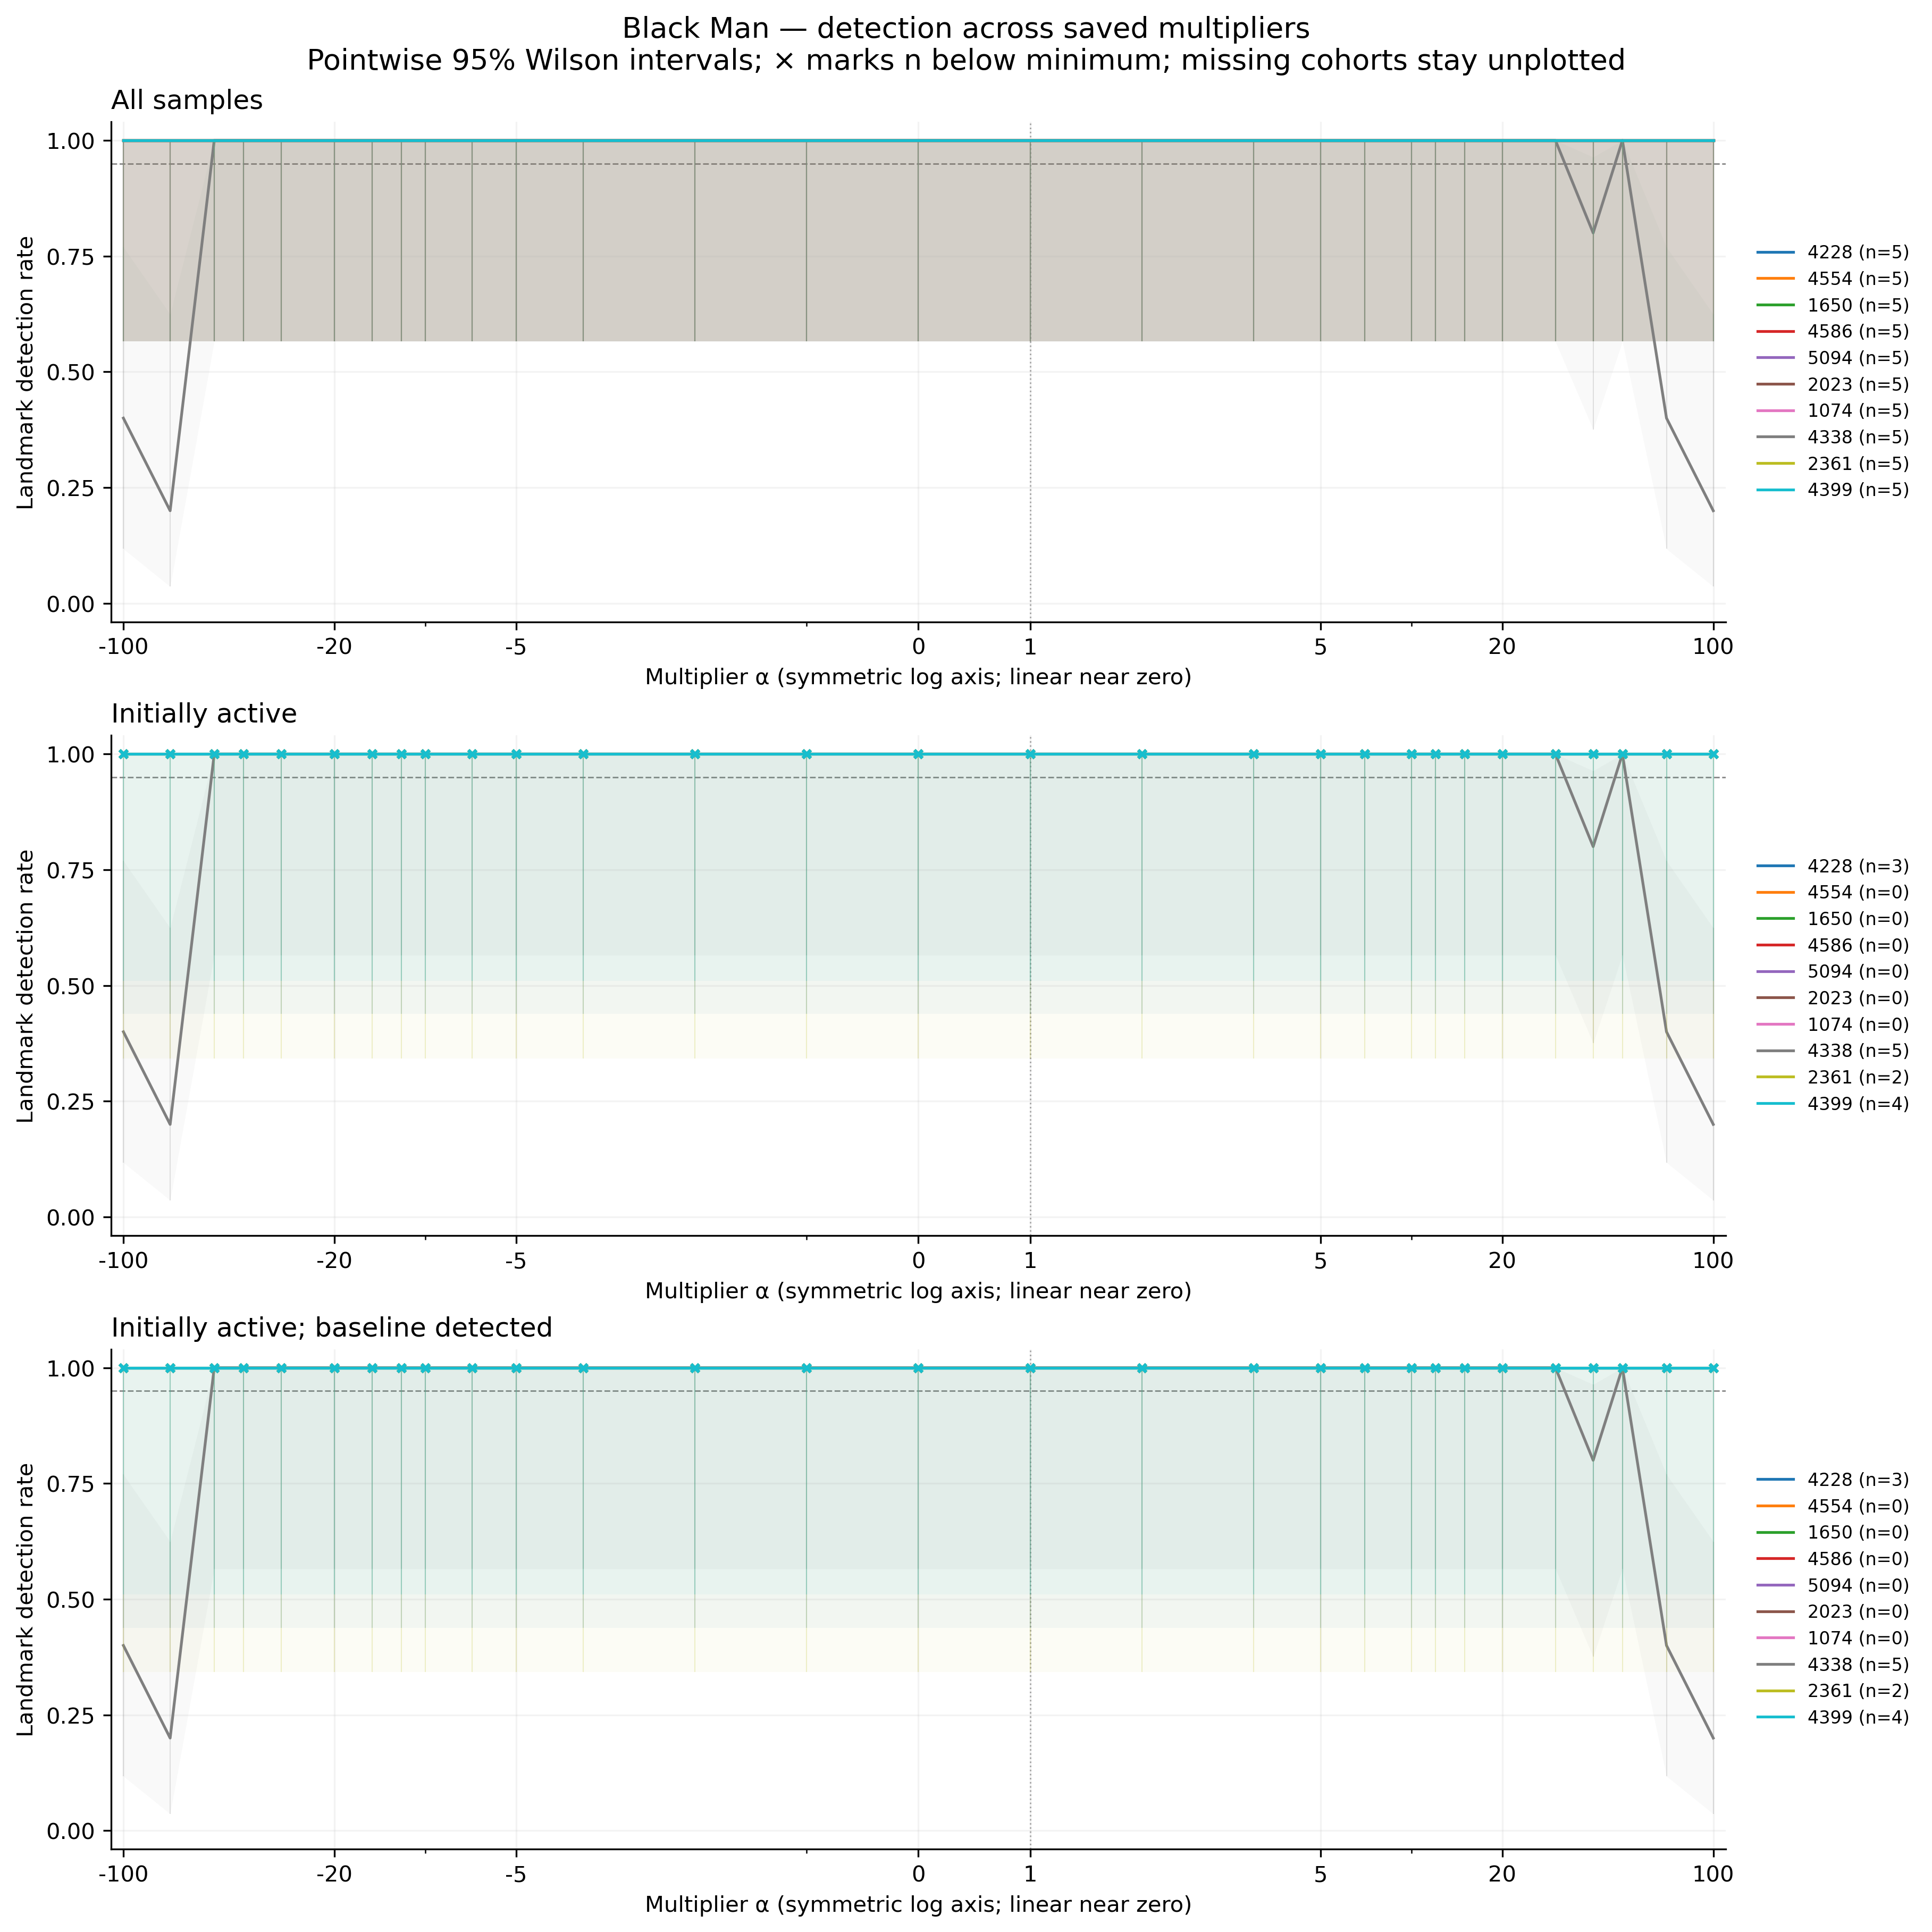 Black Man — detection across saved multipliers
Pointwise 95% Wilson intervals; × marks n below minimum; missing cohorts stay unplotted
All samples
Landmark detection rate
1.00
0.75
0.50
0.25
0.00
-100
-20
-5
0
1
5
20
100
Multiplier α (symmetric log axis; linear near zero)
4228 (n=5)
4554 (n=5)
1650 (n=5)
4586 (n=5)
5094 (n=5)
2023 (n=5)
1074 (n=5)
4338 (n=5)
2361 (n=5)
4399 (n=5)
Initially active
Landmark detection rate
1.00
0.75
0.50
0.25
0.00
-100
-20
-5
0
1
5
20
100
Multiplier α (symmetric log axis; linear near zero)
4228 (n=3)
4554 (n=0)
1650 (n=0)
4586 (n=0)
5094 (n=0)
2023 (n=0)
1074 (n=0)
4338 (n=5)
2361 (n=2)
4399 (n=4)
Initially active; baseline detected
Landmark detection rate
1.00
0.75
0.50
0.25
0.00
-100
-20
-5
0
1
5
20
100
Multiplier α (symmetric log axis; linear near zero)
4228 (n=3)
4554 (n=0)
1650 (n=0)
4586 (n=0)
5094 (n=0)
2023 (n=0)
1074 (n=0)
4338 (n=5)
2361 (n=2)
4399 (n=4)